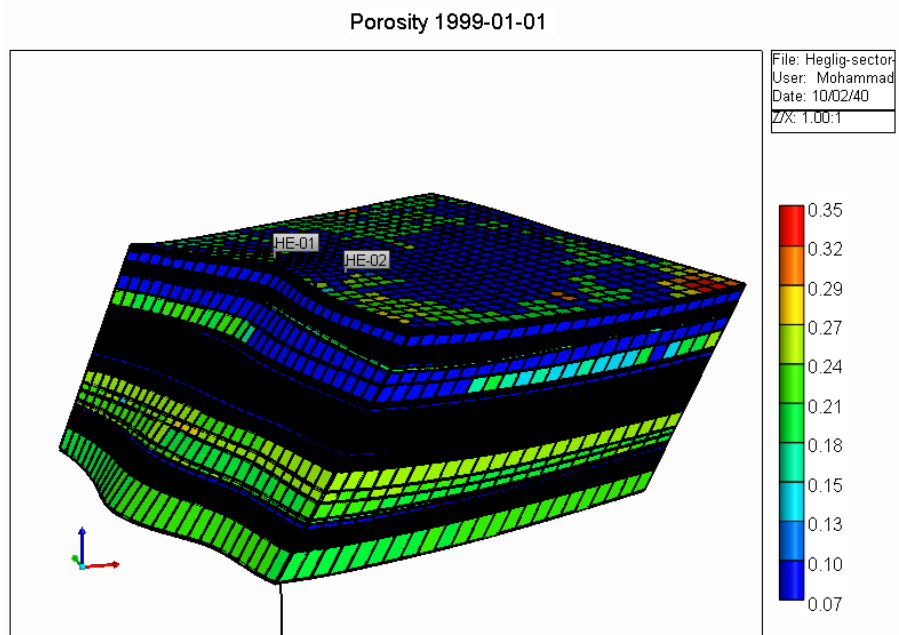 Porosity 1999-01-01
File: Heglig-sector-
User: Mohammad
Date: 10/02/40
Z/X: 1.00:1
HE-01
HE-02
0.35
0.32
0.29
0.27
0.24
0.21
0.18
0.15
0.13
0.10
0.07